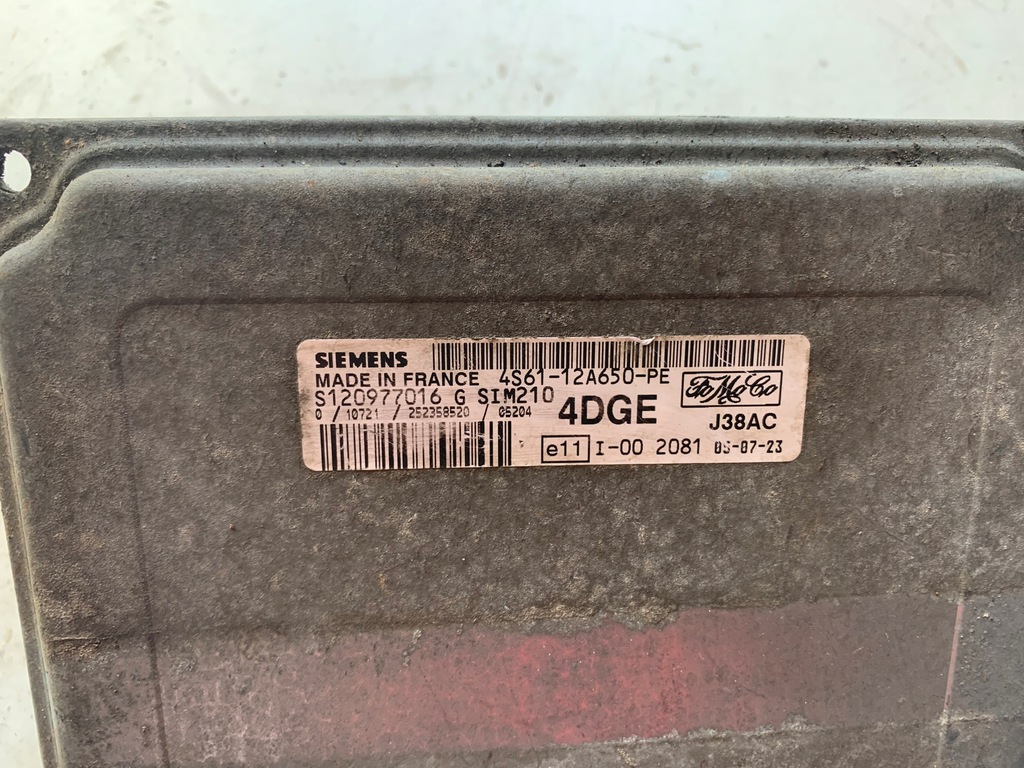 SIEMENS
MADE IN FRANCE 4S61-12A650-PE
S120977016 G SIM210
0 / 10721 / 252358520 / 05204
4DGE
FoMoCo
J38AC
e11 I-00 2081 05-07-23